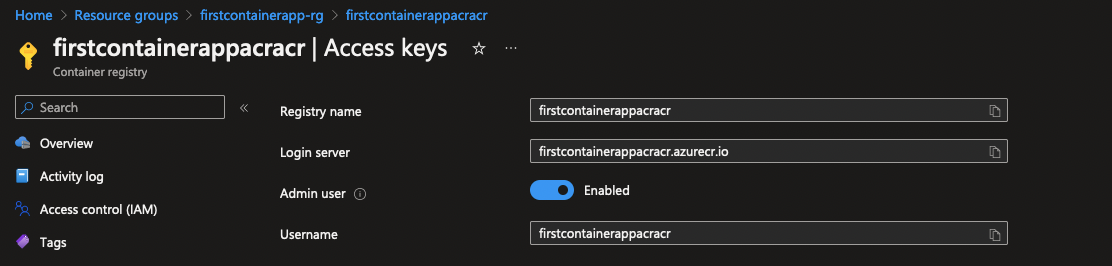 Home > Resource groups > firstcontainerapp-rg > firstcontainerappacracr
firstcontainerappacracr | Access keys ☆ ···
Container registry
Search «
Overview
Activity log
Access control (IAM)
Tags
Registry name firstcontainerappacracr
Login server firstcontainerappacracr.azurecr.io
Admin user Enabled
Username firstcontainerappacracr